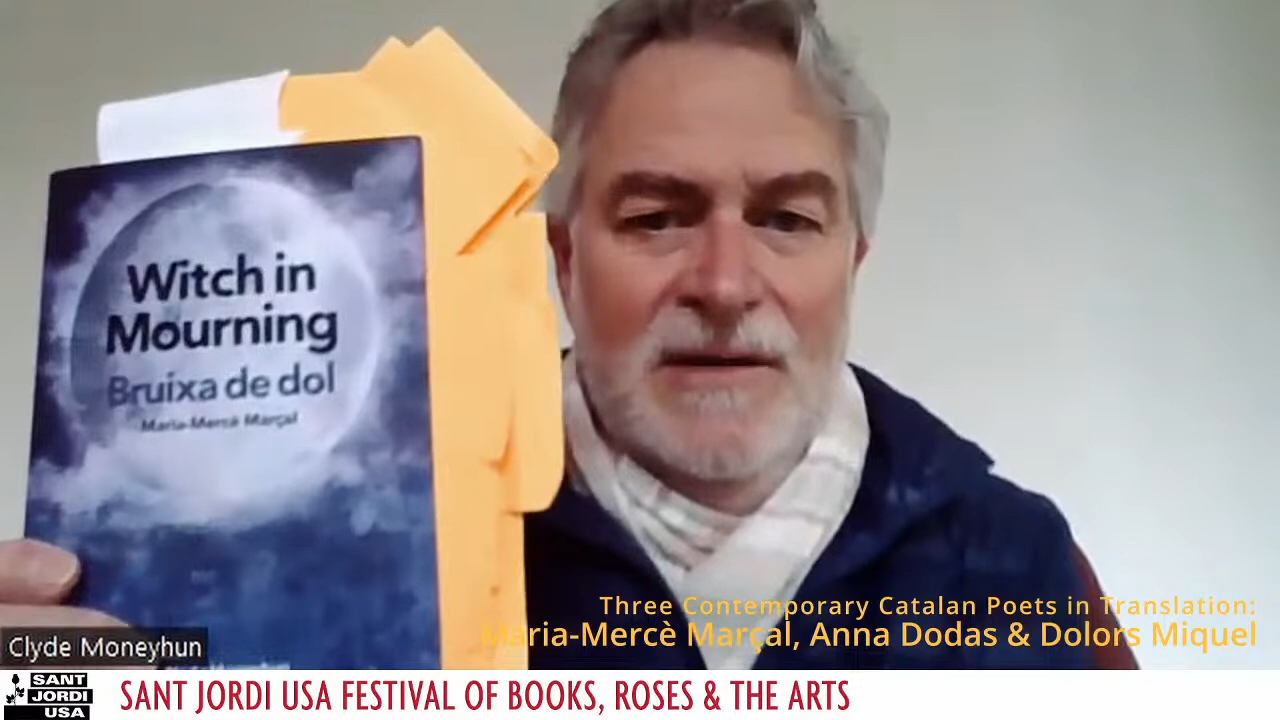 Witch in
Mourning
Bruixa de dol
Maria-Mercè Marçal
Three Contemporary Catalan Poets in Translation:
Maria-Mercè Marçal, Anna Dodas & Dolors Miquel
Clyde Moneyhun
SANT
JORDI
USA
SANT JORDI USA FESTIVAL OF BOOKS, ROSES & THE ARTS